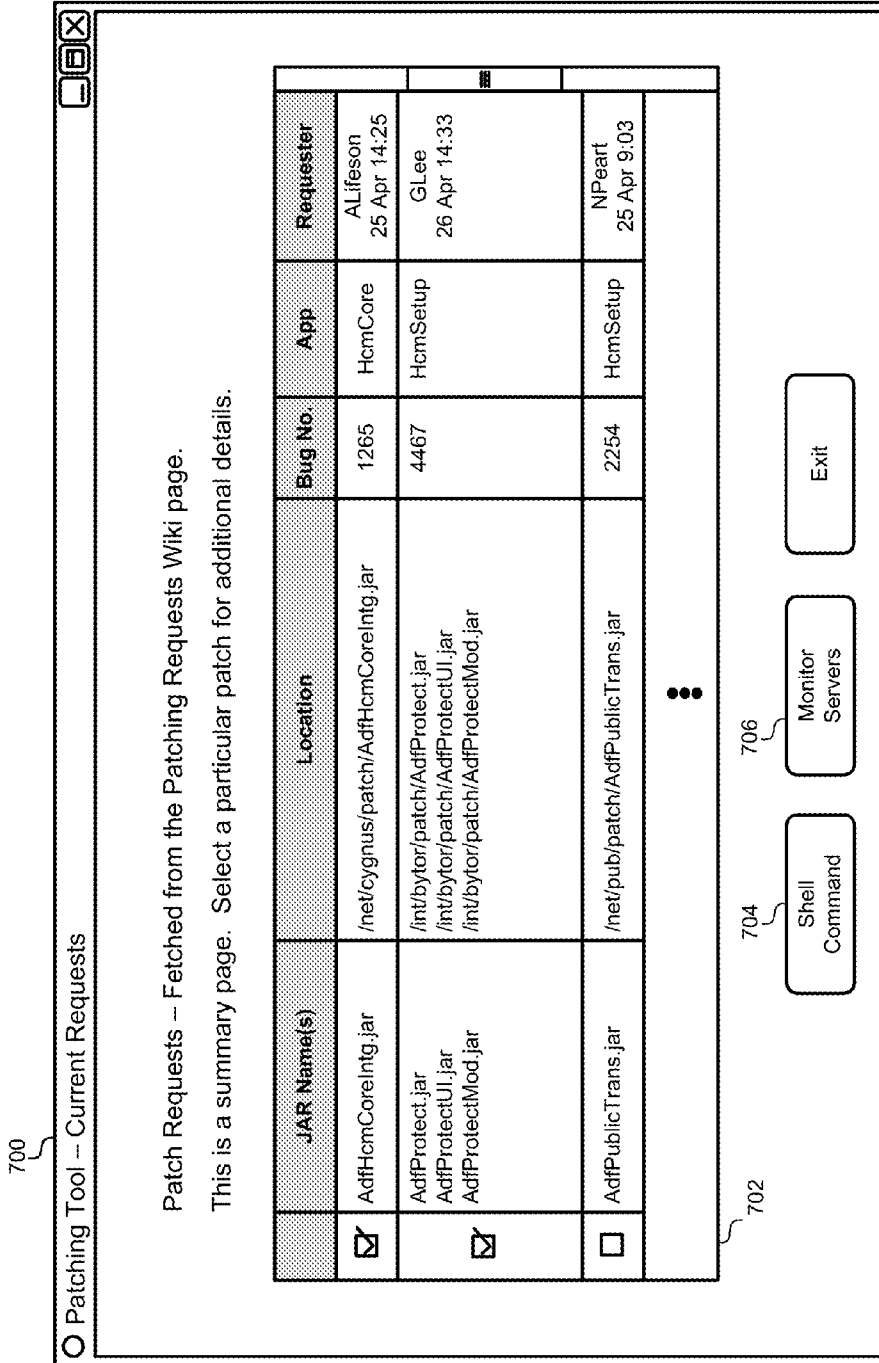 700
Patching Tool – Current Requests
Patch Requests – Fetched from the Patching Requests Wiki page.
This is a summary page. Select a particular patch for additional details.
JAR Name(s) Location Bug No. App Requester
AdfHcmCoreIntg.jar /net/cygnus/patch/AdfHcmCoreIntg.jar 1265 HcmCore ALifeson
25 Apr 14:25
AdfProtect.jar /int/bytor/patch/AdfProtect.jar 4467 HcmSetup GLee
AdfProtectUI.jar /int/bytor/patch/AdfProtectUI.jar 26 Apr 14:33
AdfProtectMod.jar /int/bytor/patch/AdfProtectMod.jar
AdfPublicTrans.jar /net/pub/patch/AdfPublicTrans.jar 2254 HcmSetup NPeart
25 Apr 9:03
702
704
706
Shell
Command
Monitor
Servers
Exit